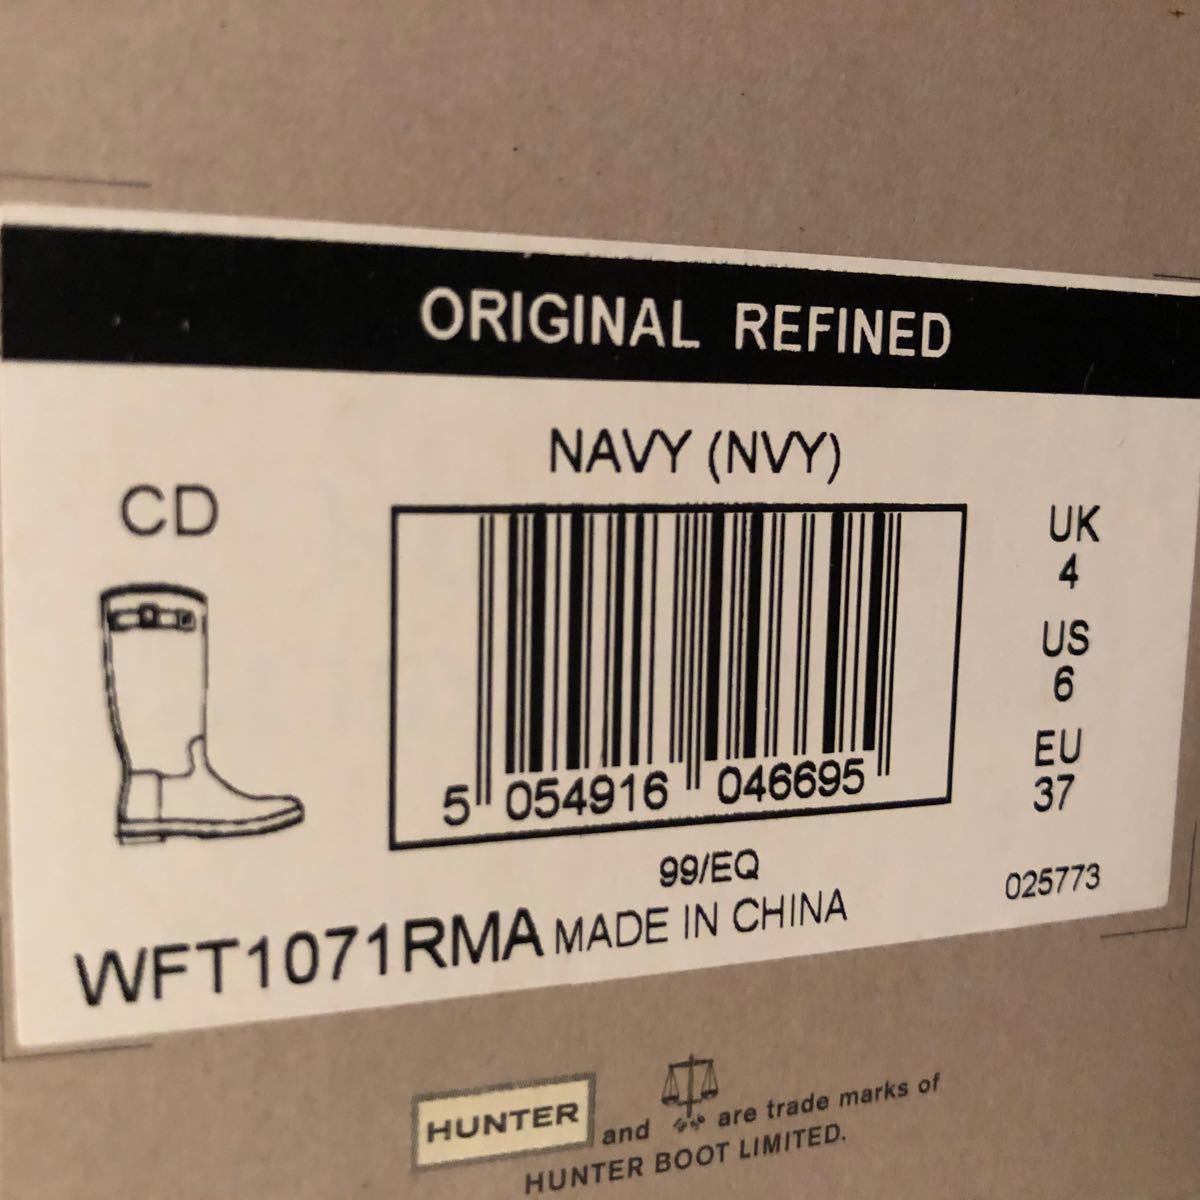 ORIGINAL REFINED
NAVY (NVY)
CD
UK
4
US
6
EU
37
5 054916 046695
99/EQ
025773
WFT1071RMA MADE IN CHINA
HUNTER and are trade marks of
HUNTER BOOT LIMITED.